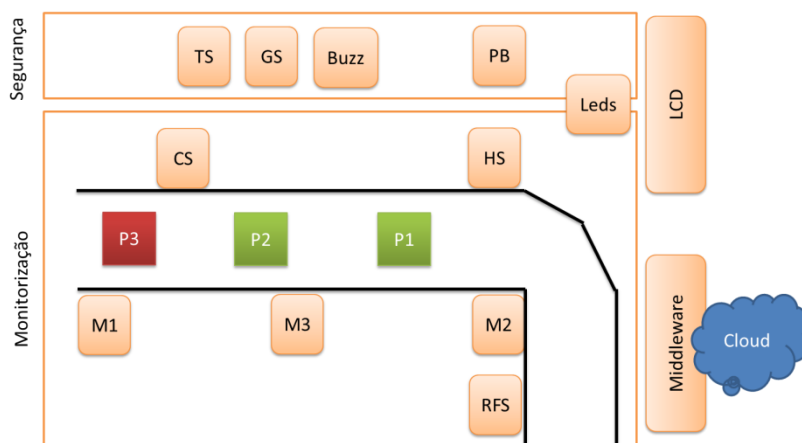 Segurança
TS
GS
Buzz
PB
Leds
LCD
Monitorização
CS
HS
P3
P2
P1
M1
M3
M2
RFS
Middleware
Cloud